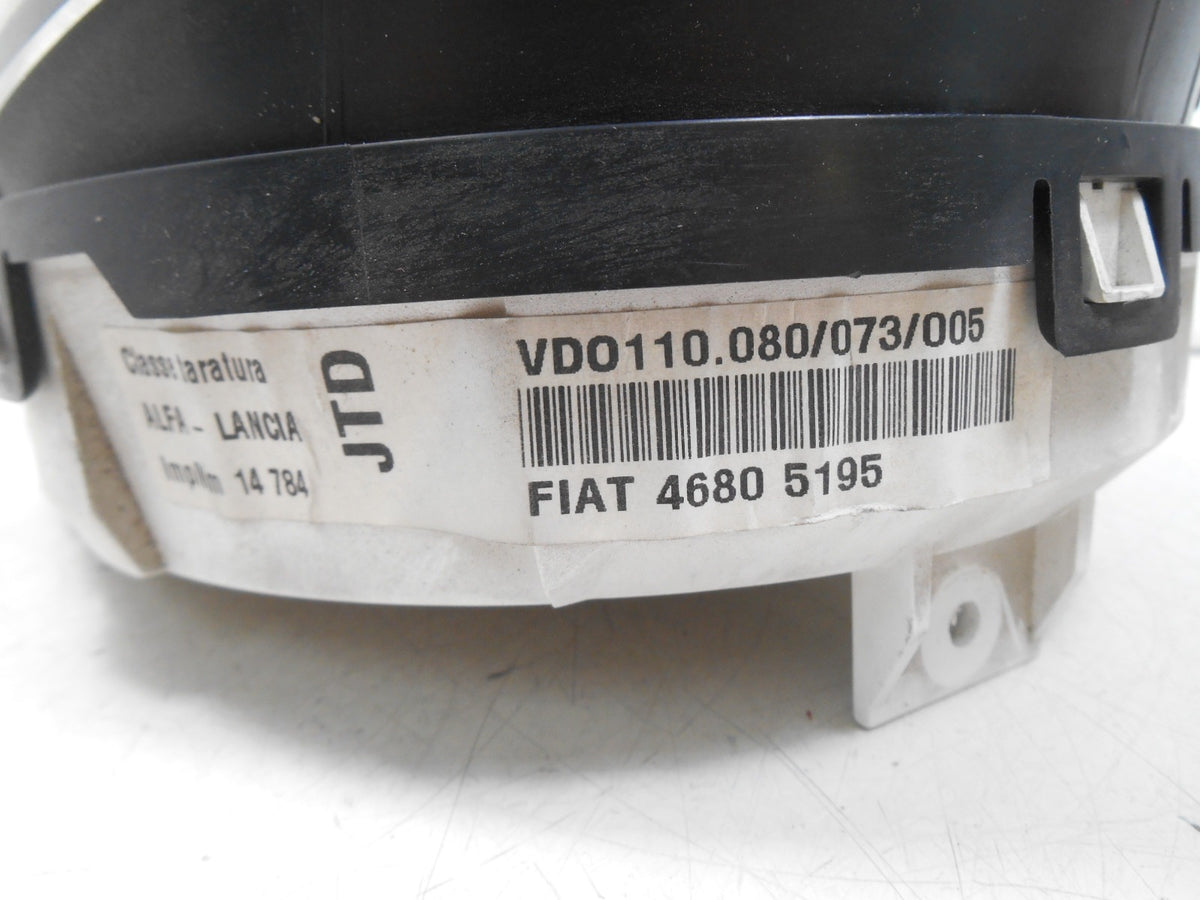 Classe taratura
ALFA - LANCIA
Imp/Km 14 784
JTD
VDO110.080/073/005
FIAT 4680 5195